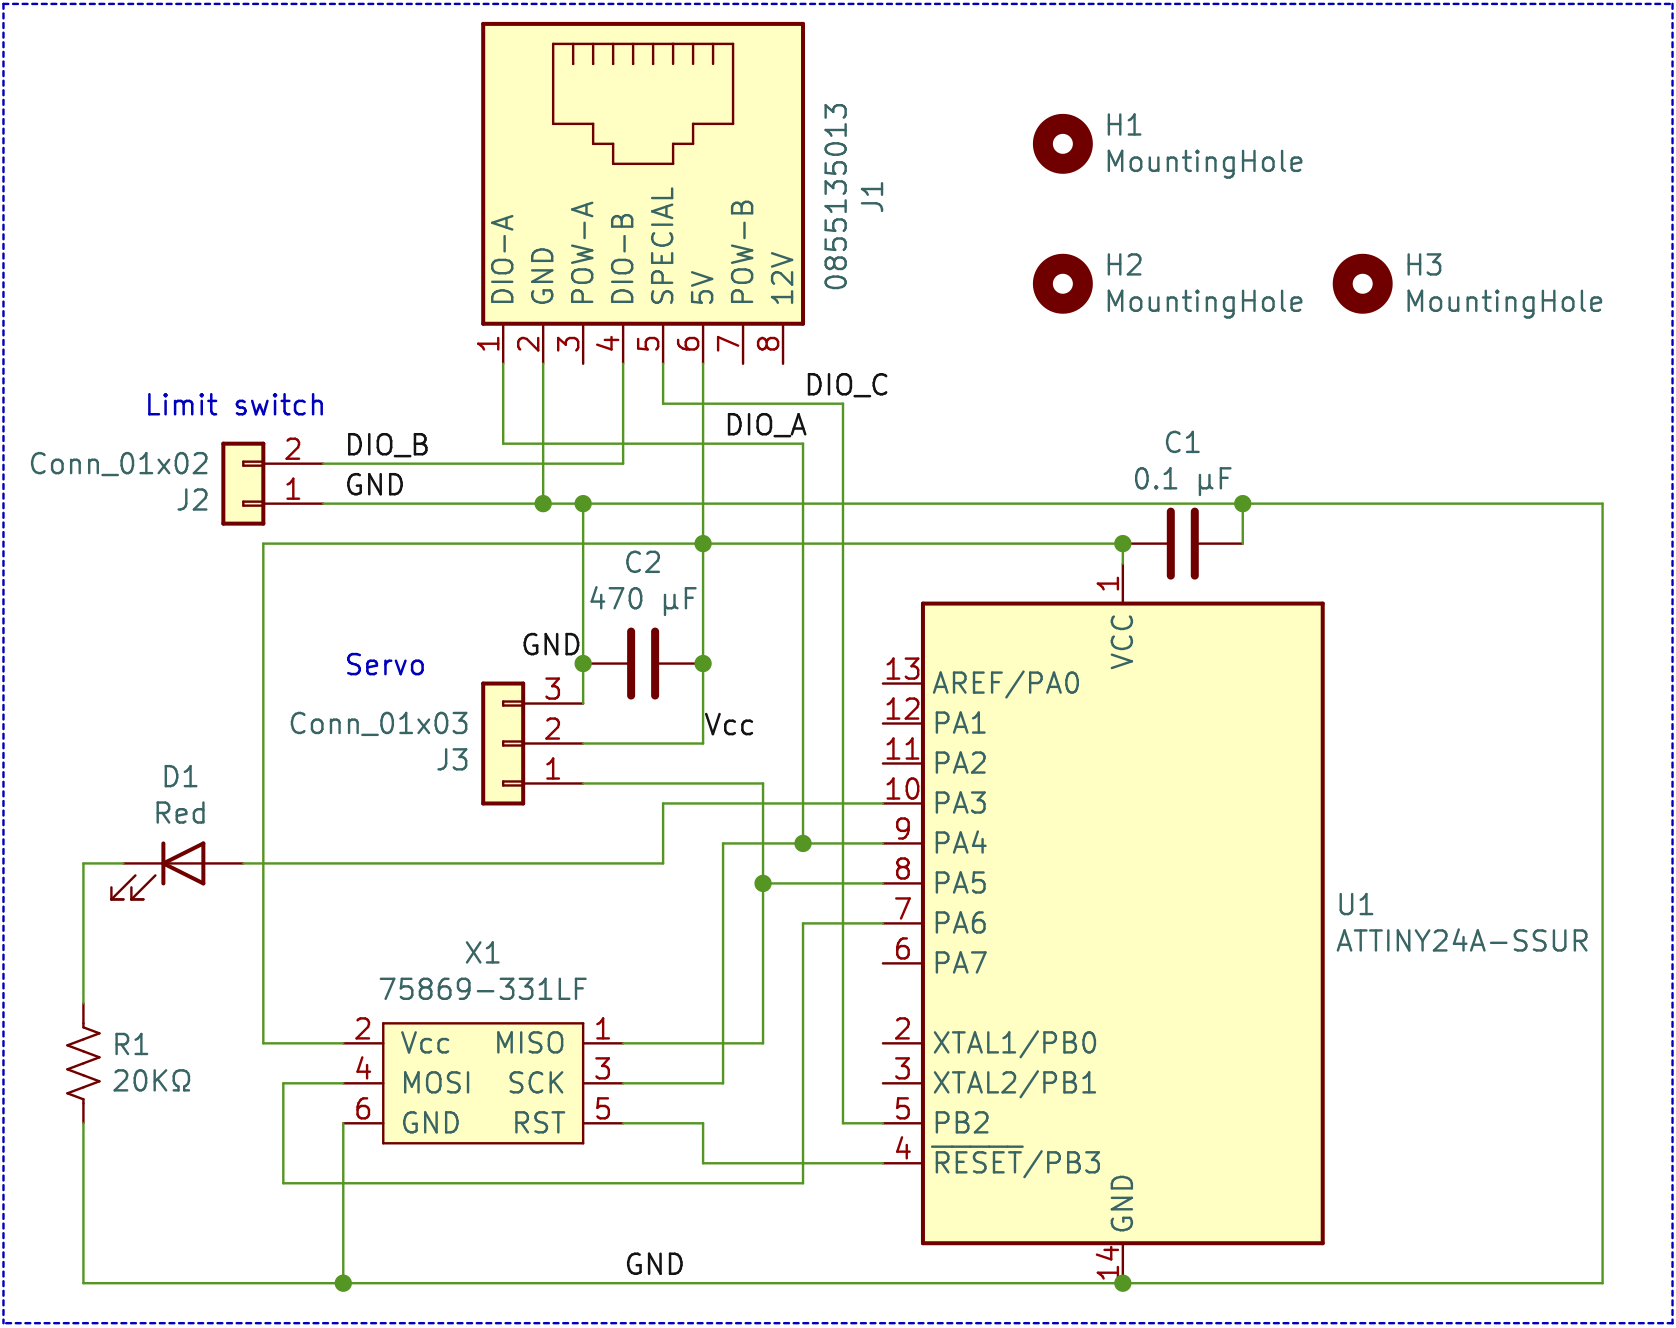 DIO-A
GND
POW-A
DIO-B
SPECIAL
5V
POW-B
12V
1
2
3
4
5
6
7
8
0855135013
J1
H1
MountingHole
H2
MountingHole
H3
MountingHole
DIO_C
DIO_A
Limit switch
Conn_01x02
J2
2
1
DIO_B
GND
C1
0.1 µF
C2
470 µF
GND
Servo
Vcc
Conn_01x03
J3
3
2
1
D1
Red
R1
20KΩ
X1
75869-331LF
2
Vcc
MISO
1
4
MOSI
SCK
3
6
GND
RST
5
1
VCC
13
AREF/PA0
12
PA1
11
PA2
10
PA3
9
PA4
8
PA5
7
PA6
6
PA7
2
XTAL1/PB0
3
XTAL2/PB1
5
PB2
4
RESET/PB3
GND
14
U1
ATTINY24A-SSUR
GND